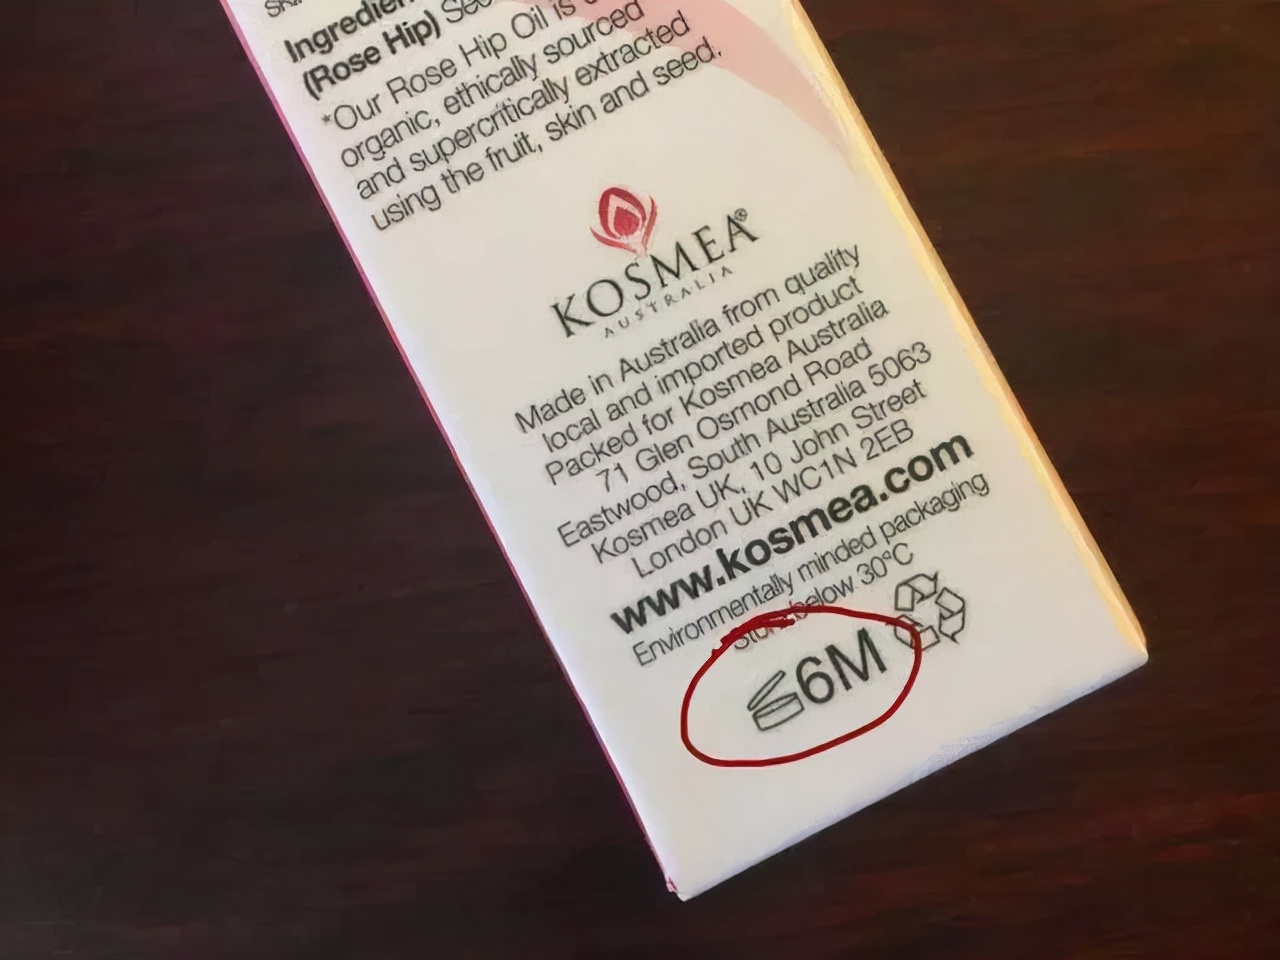 Ingredien
(Rose Hip)
*Our Rose Hip Oil is
organic, ethically sourced
and supercritically extracted
using the fruit, skin and seed.
KOSMEA®
AUSTRALIA
Made in Australia from quality
local and imported product
Packed for Kosmea Australia
71 Glen Osmond Road
Eastwood, South Australia 5063
Kosmea UK, 10 John Street
London UK WC1N 2EB
www.kosmea.com
Environmentally minded packaging
Store below 30°C
6M